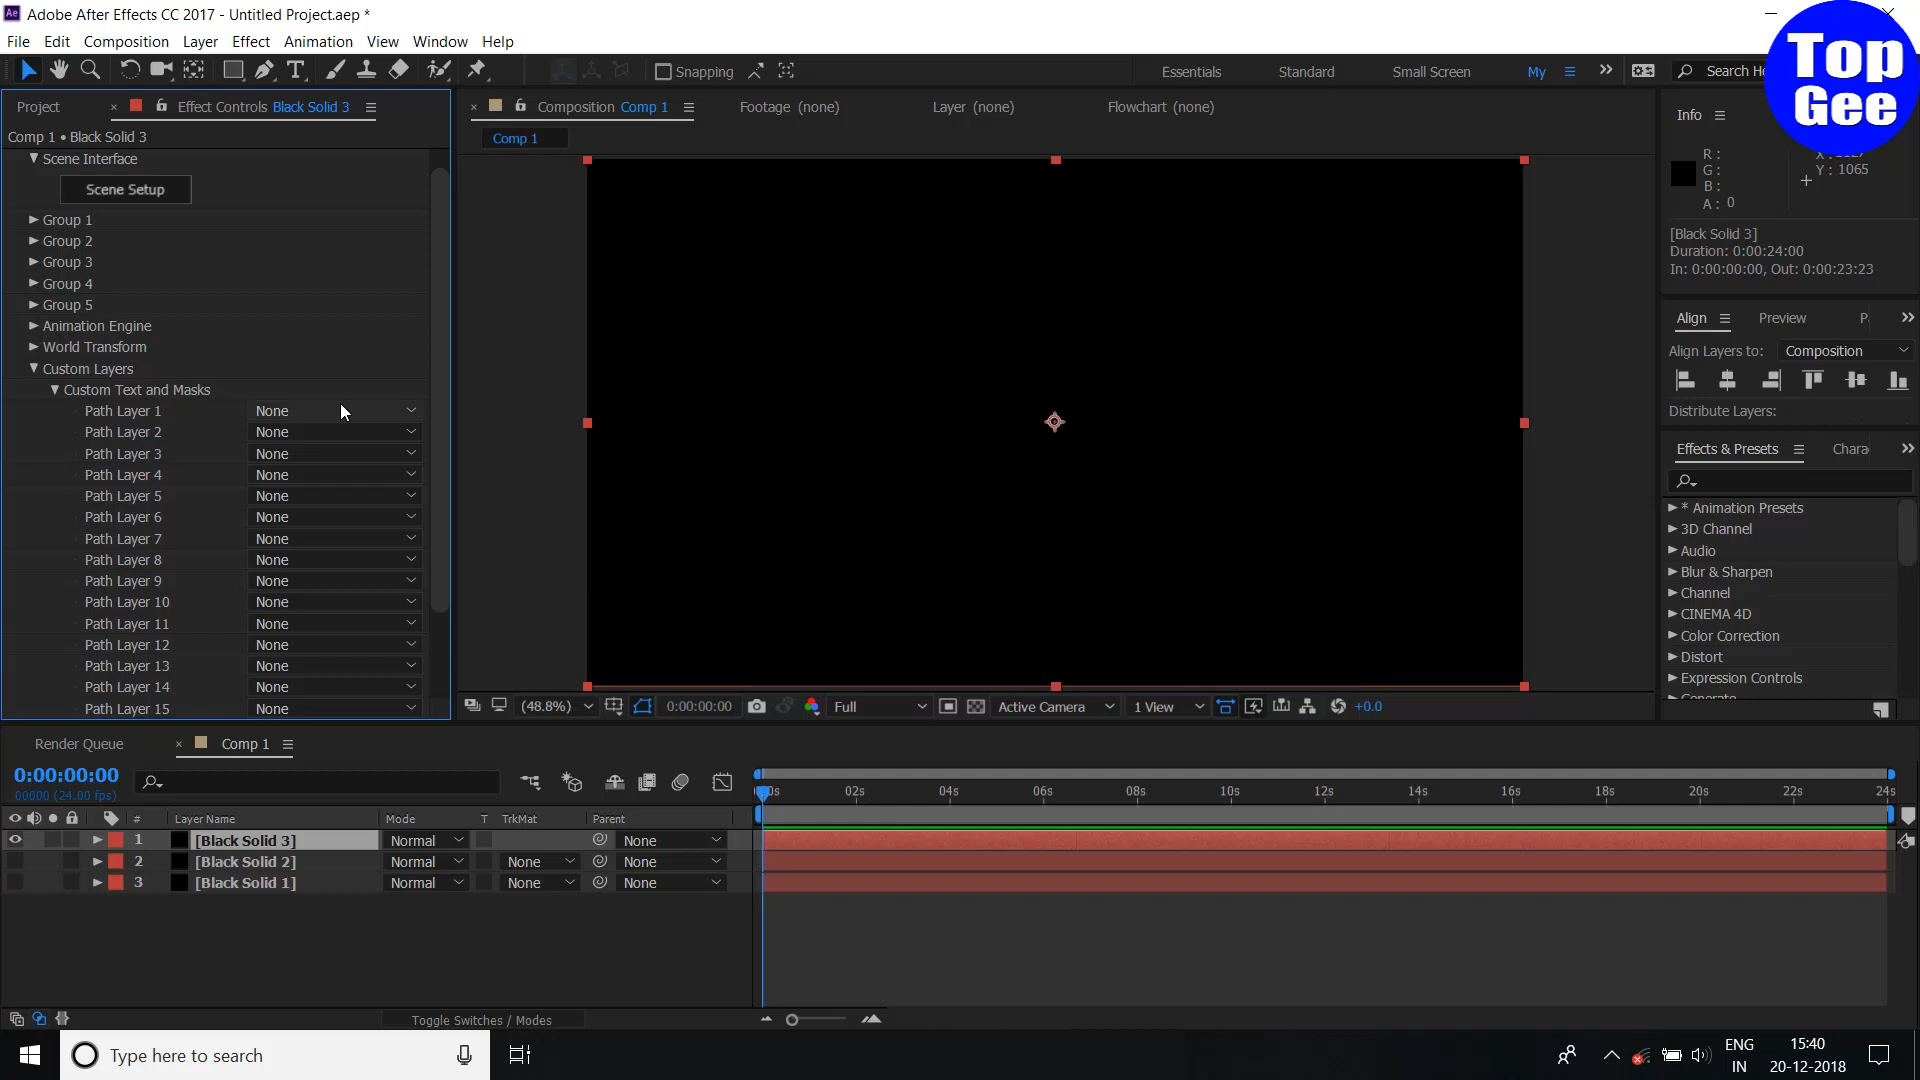 Adobe After Effects CC 2017 - Untitled Project.aep *
File Edit Composition Layer Effect Animation View Window Help
Snapping
Essentials Standard Small Screen My
Search He
Top
Gee
Project
Effect Controls Black Solid 3
Comp 1 • Black Solid 3
Scene Interface
Scene Setup
Group 1
Group 2
Group 3
Group 4
Group 5
Animation Engine
World Transform
Custom Layers
Custom Text and Masks
Path Layer 1 None
Path Layer 2 None
Path Layer 3 None
Path Layer 4 None
Path Layer 5 None
Path Layer 6 None
Path Layer 7 None
Path Layer 8 None
Path Layer 9 None
Path Layer 10 None
Path Layer 11 None
Path Layer 12 None
Path Layer 13 None
Path Layer 14 None
Path Layer 15 None
Composition Comp 1
Footage (none)
Layer (none)
Flowchart (none)
Comp 1
(48.8%) 0:00:00:00 Full Active Camera 1 View +0.0
Info
R :
G :
B :
A : 0
Y : 1065
[Black Solid 3]
Duration: 0:00:24:00
In: 0:00:00:00, Out: 0:00:23:23
Align Preview
Align Layers to: Composition
Distribute Layers:
Effects & Presets Chara
* Animation Presets
3D Channel
Audio
Blur & Sharpen
Channel
CINEMA 4D
Color Correction
Distort
Expression Controls
Render Queue
Comp 1
0:00:00:00
00000 (24.00 fps)
# Layer Name Mode T TrkMat Parent
1 [Black Solid 3] Normal None
2 [Black Solid 2] Normal None None
3 [Black Solid 1] Normal None None
02s 04s 06s 08s 10s 12s 14s 16s 18s 20s 22s 24s
Toggle Switches / Modes
Type here to search
ENG
IN
15:40
20-12-2018